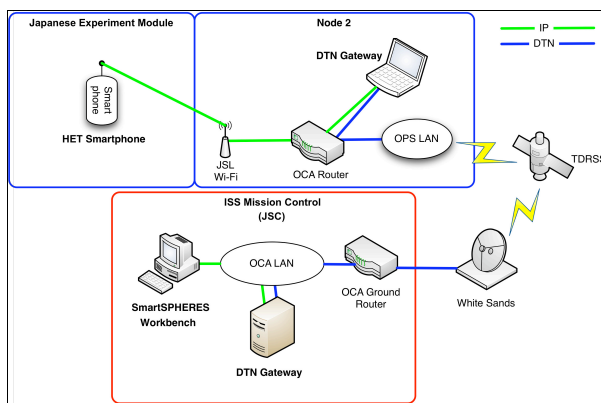 Japanese Experiment Module
Node 2
IP
DTN
DTN Gateway
Smart
phone
HET Smartphone
JSL
Wi-Fi
OCA Router
OPS LAN
TDRSS
ISS Mission Control
(JSC)
OCA LAN
SmartSPHERES
Workbench
OCA Ground
Router
White Sands
DTN Gateway